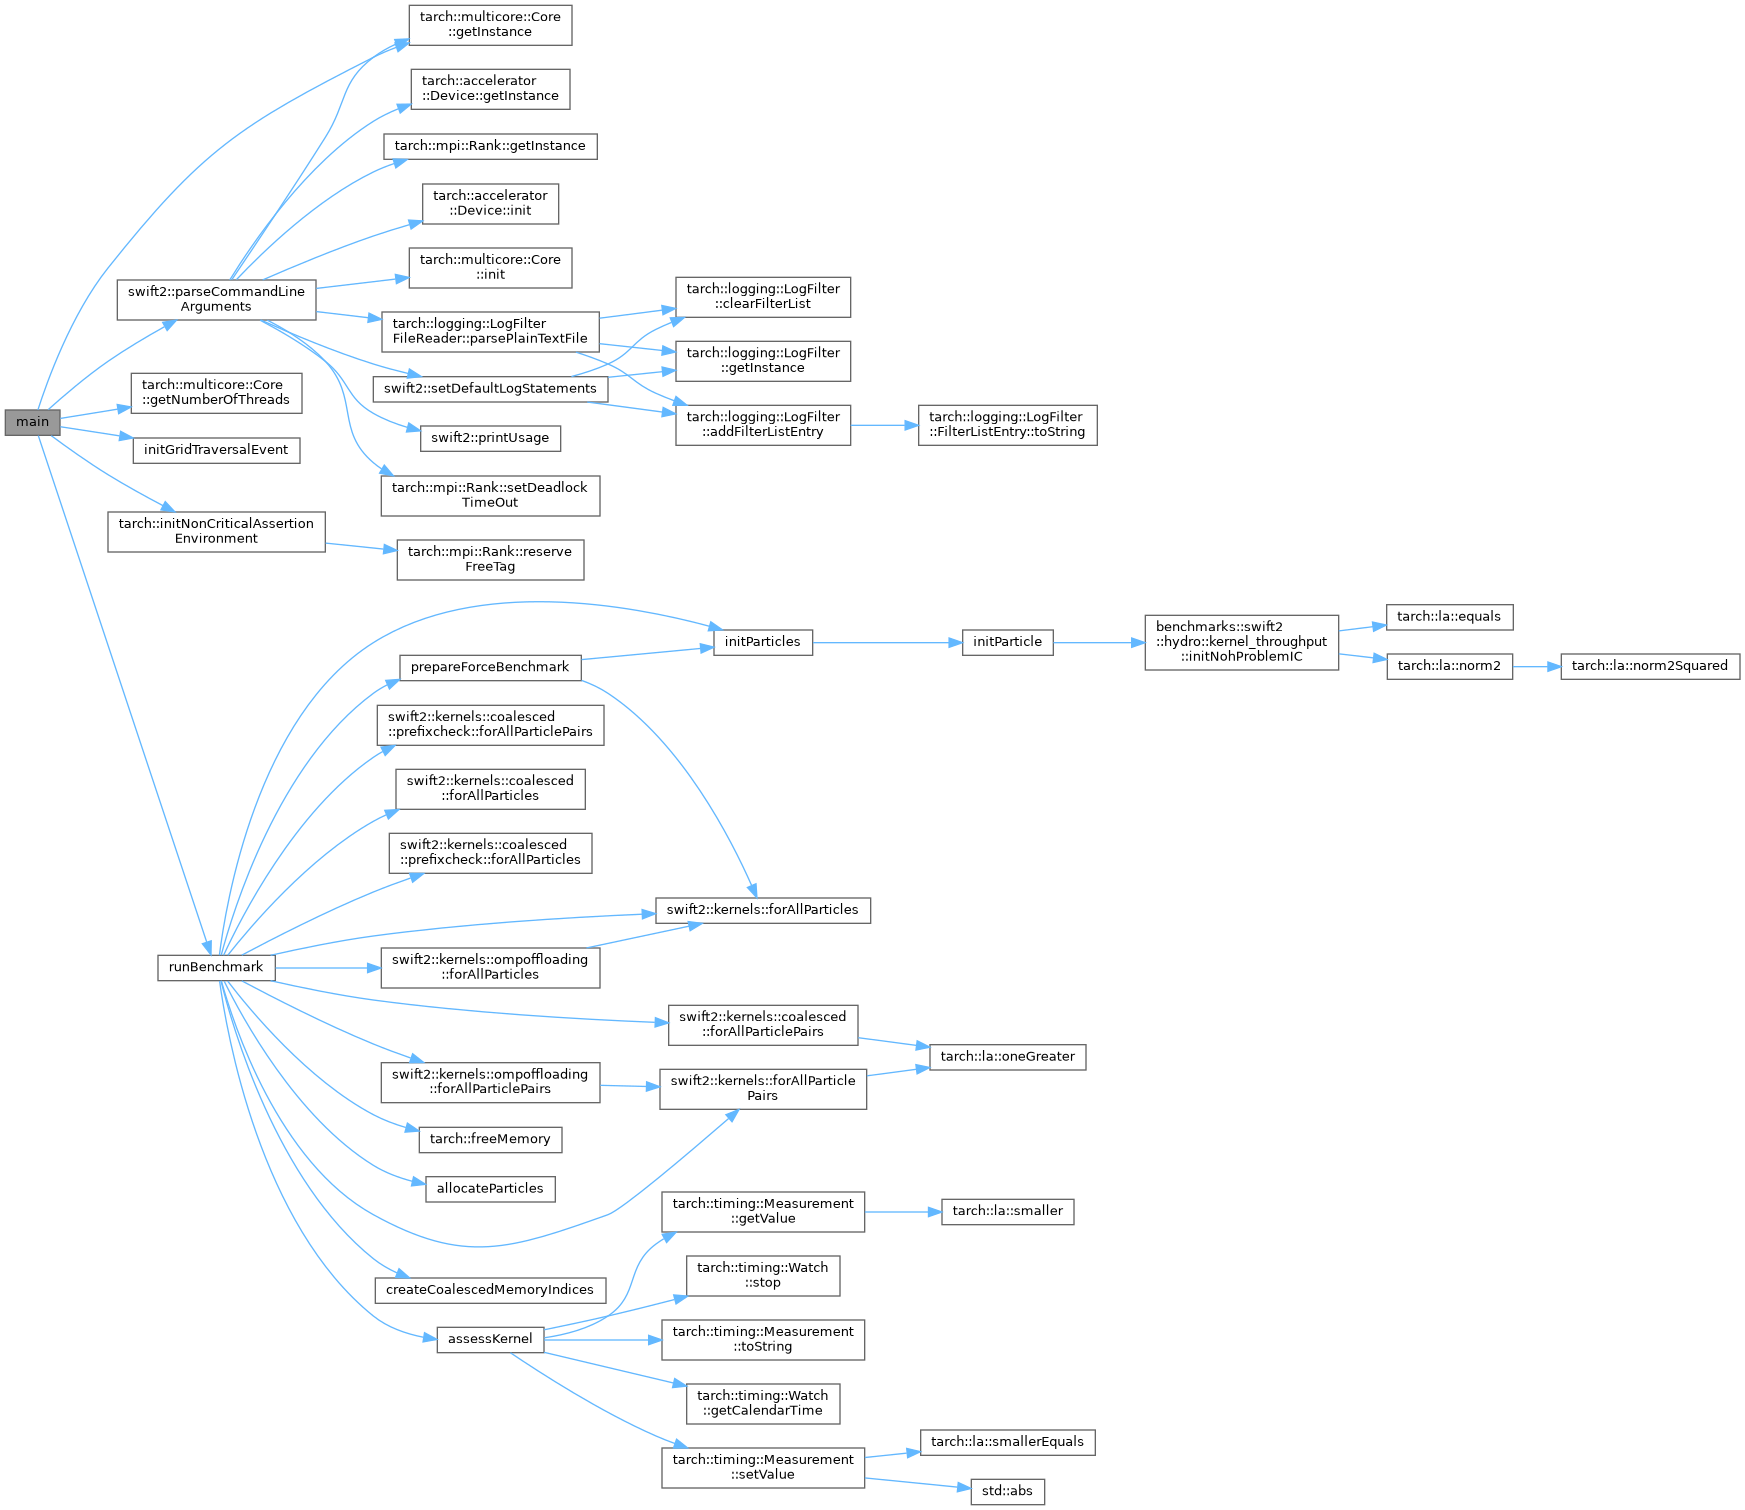 tarch::multicore::Core
::getInstance
tarch::accelerator
::Device::getInstance
tarch::mpi::Rank::getInstance
tarch::accelerator
::Device::init
tarch::multicore::Core
::init
swift2::parseCommandLine
Arguments
tarch::logging::LogFilter
FileReader::parsePlainTextFile
tarch::logging::LogFilter
::clearFilterList
tarch::logging::LogFilter
::getInstance
swift2::setDefaultLogStatements
tarch::logging::LogFilter
::addFilterListEntry
tarch::logging::LogFilter
::FilterListEntry::toString
tarch::multicore::Core
::getNumberOfThreads
main
swift2::printUsage
initGridTraversalEvent
tarch::mpi::Rank::setDeadlock
TimeOut
tarch::initNonCriticalAssertion
Environment
tarch::mpi::Rank::reserve
FreeTag
initParticles
initParticle
benchmarks::swift2
::hydro::kernel_throughput
::initNohProblemIC
tarch::la::equals
tarch::la::norm2
tarch::la::norm2Squared
prepareForceBenchmark
swift2::kernels::coalesced
::prefixcheck::forAllParticlePairs
swift2::kernels::coalesced
::forAllParticles
swift2::kernels::coalesced
::prefixcheck::forAllParticles
swift2::kernels::forAllParticles
runBenchmark
swift2::kernels::ompoffloading
::forAllParticles
swift2::kernels::coalesced
::forAllParticlePairs
tarch::la::oneGreater
swift2::kernels::ompoffloading
::forAllParticlePairs
swift2::kernels::forAllParticle
Pairs
tarch::freeMemory
allocateParticles
tarch::timing::Measurement
::getValue
tarch::la::smaller
tarch::timing::Watch
::stop
createCoalescedMemoryIndices
assessKernel
tarch::timing::Measurement
::toString
tarch::timing::Watch
::getCalendarTime
tarch::timing::Measurement
::setValue
tarch::la::smallerEquals
std::abs